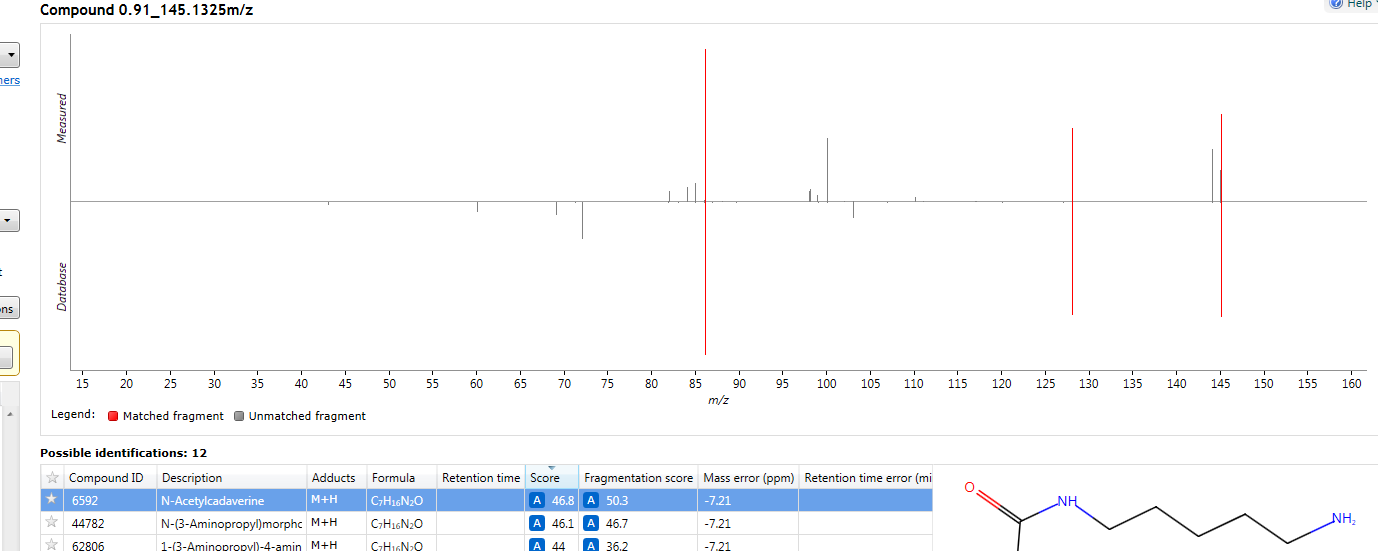 Compound 0.91_145.1325m/z
Help
ners
Measured
Database
t
ons
15 20 25 30 35 40 45 50 55 60 65 70 75 80 85 90 95 100 105 110 115 120 125 130 135 140 145 150 155 160
m/z
Legend: Matched fragment Unmatched fragment
Possible identifications: 12
Compound ID Description Adducts Formula Retention time Score Fragmentation score Mass error (ppm) Retention time error (mi
6592 N-Acetylcadaverine M+H C₇H₁₆N₂O A 46.8 A 50.3 -7.21
44782 N-(3-Aminopropyl)morphc M+H C₇H₁₆N₂O A 46.1 A 46.7 -7.21
62806 1-(3-Aminopropyl)-4-amin M+H C₇H₁₆N₂O A 44 A 36.2 -7.21
O
NH
NH₂